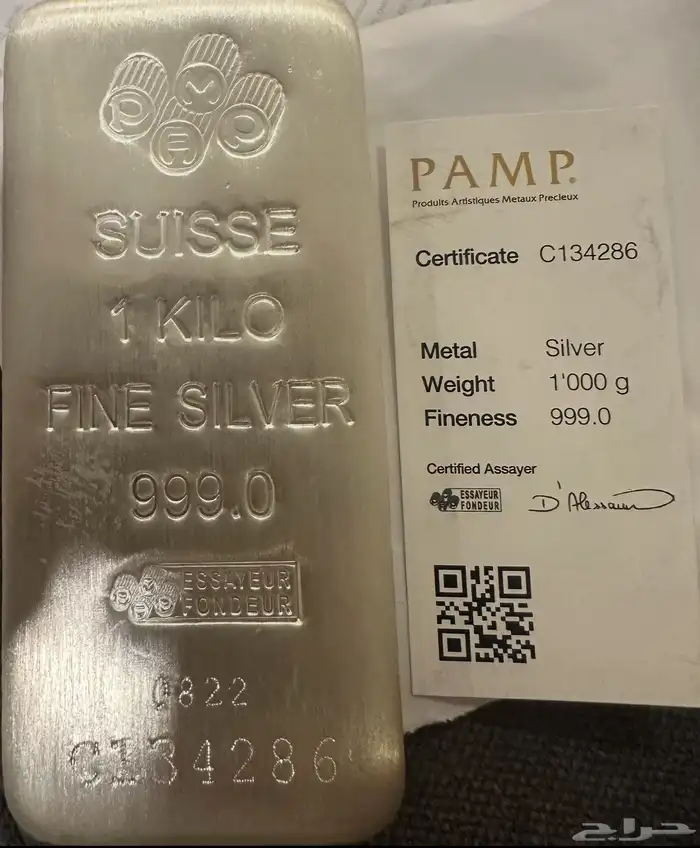 PAMP
SUISSE
1 KILO
FINE SILVER
999.0
ESSAYEUR
FONDEUR
0822
C134286
PAMP.
Produits Artistiques Metaux Precieux
Certificate C134286
Metal Silver
Weight 1'000 g
Fineness 999.0
Certified Assayer
ESSAYEUR
FONDEUR
حراج